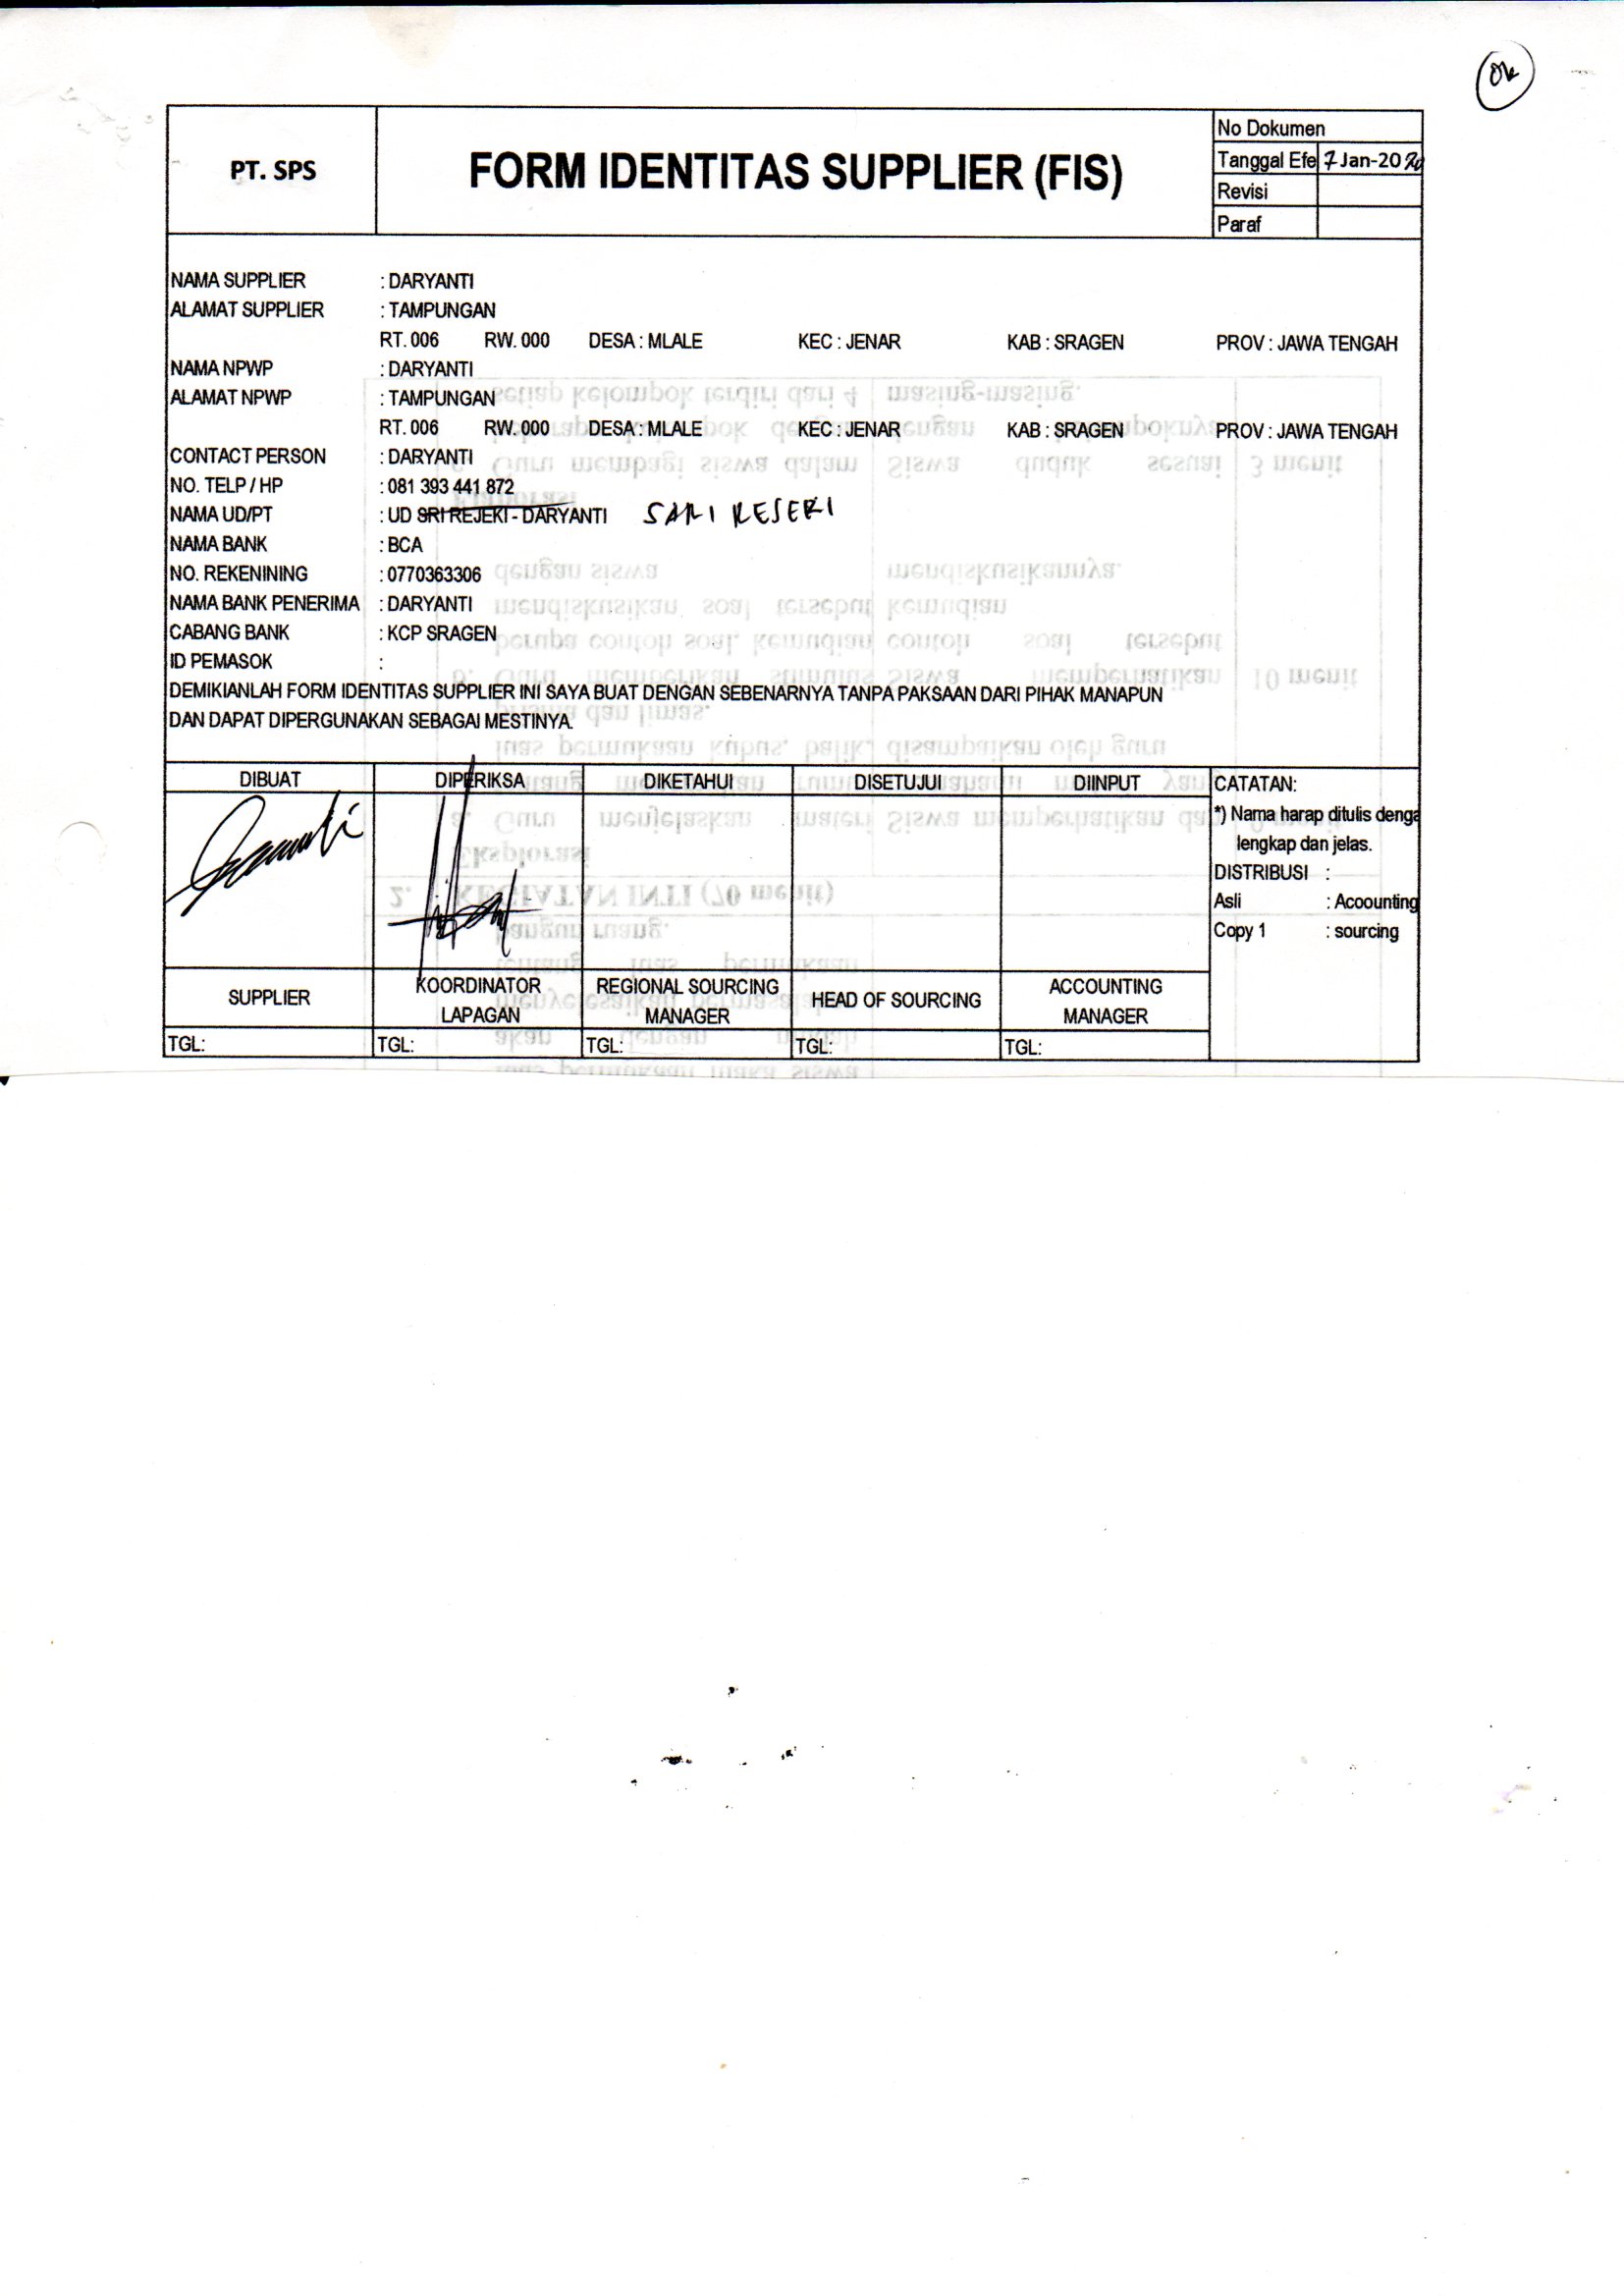 Ok
PT. SPS
FORM IDENTITAS SUPPLIER (FIS)
No Dokumen
Tanggal Efe 7 Jan-2020
Revisi
Paraf
NAMA SUPPLIER : DARYANTI
ALAMAT SUPPLIER : TAMPUNGAN
RT. 006 RW. 000 DESA : MLALE KEC : JENAR KAB : SRAGEN PROV : JAWA TENGAH
NAMA NPWP : DARYANTI
ALAMAT NPWP : TAMPUNGAN
RT. 006 RW. 000 DESA : MLALE KEC : JENAR KAB : SRAGEN PROV : JAWA TENGAH
CONTACT PERSON : DARYANTI
NO. TELP / HP : 081 393 441 872
NAMA UD/PT : UD SRI REJEKI - DARYANTI SARI RESERI
NAMA BANK : BCA
NO. REKENINING : 0770363306
NAMA BANK PENERIMA : DARYANTI
CABANG BANK : KCP SRAGEN
ID PEMASOK :
DEMIKIANLAH FORM IDENTITAS SUPPLIER INI SAYA BUAT DENGAN SEBENARNYA TANPA PAKSAAN DARI PIHAK MANAPUN
DAN DAPAT DIPERGUNAKAN SEBAGAI MESTINYA.
DIBUAT DIPERIKSA DIKETAHUI DISETUJUI DIINPUT
CATATAN:
*) Nama harap ditulis denga
lengkap dan jelas.
DISTRIBUSI :
Asli : Acoounting
Copy 1 : sourcing
SUPPLIER
KOORDINATOR
LAPAGAN
REGIONAL SOURCING
MANAGER
HEAD OF SOURCING
ACCOUNTING
MANAGER
TGL: TGL: TGL: TGL: TGL: